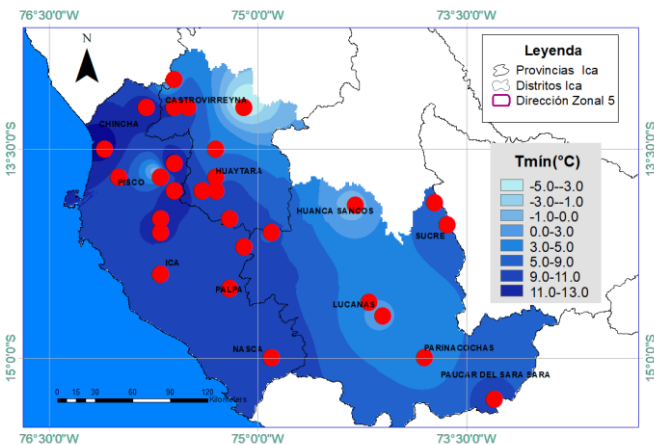 76°30'0"W 75°0'0"W 73°30'0"W
N
Leyenda
Provincias Ica
Distritos Ica
Dirección Zonal 5
CASTROVIRREYNA
CHINCHA
13°30'0"S 13°30'0"S
Tmín(°C)
-5.0--3.0
-3.0--1.0
-1.0-0.0
0.0-3.0
3.0-5.0
5.0-9.0
9.0-11.0
11.0-13.0
HUAYTARA
PISCO
HUANCA SANCOS
SUCRE
ICA
PALPA
LUCANAS
NASCA
PARINACOCHAS
15°0'0"S 15°0'0"S
PAUCAR DEL SARA SARA
0 15 30 60 90 120
Kilometers
76°30'0"W 75°0'0"W 73°30'0"W